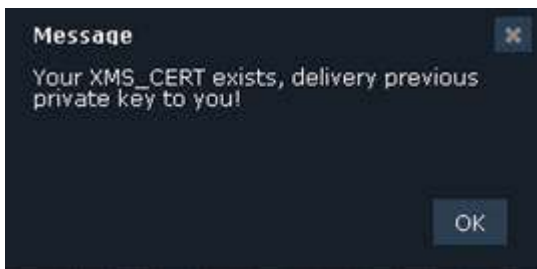 Message
Your XMS_CERT exists, delivery previous
private key to you!
OK